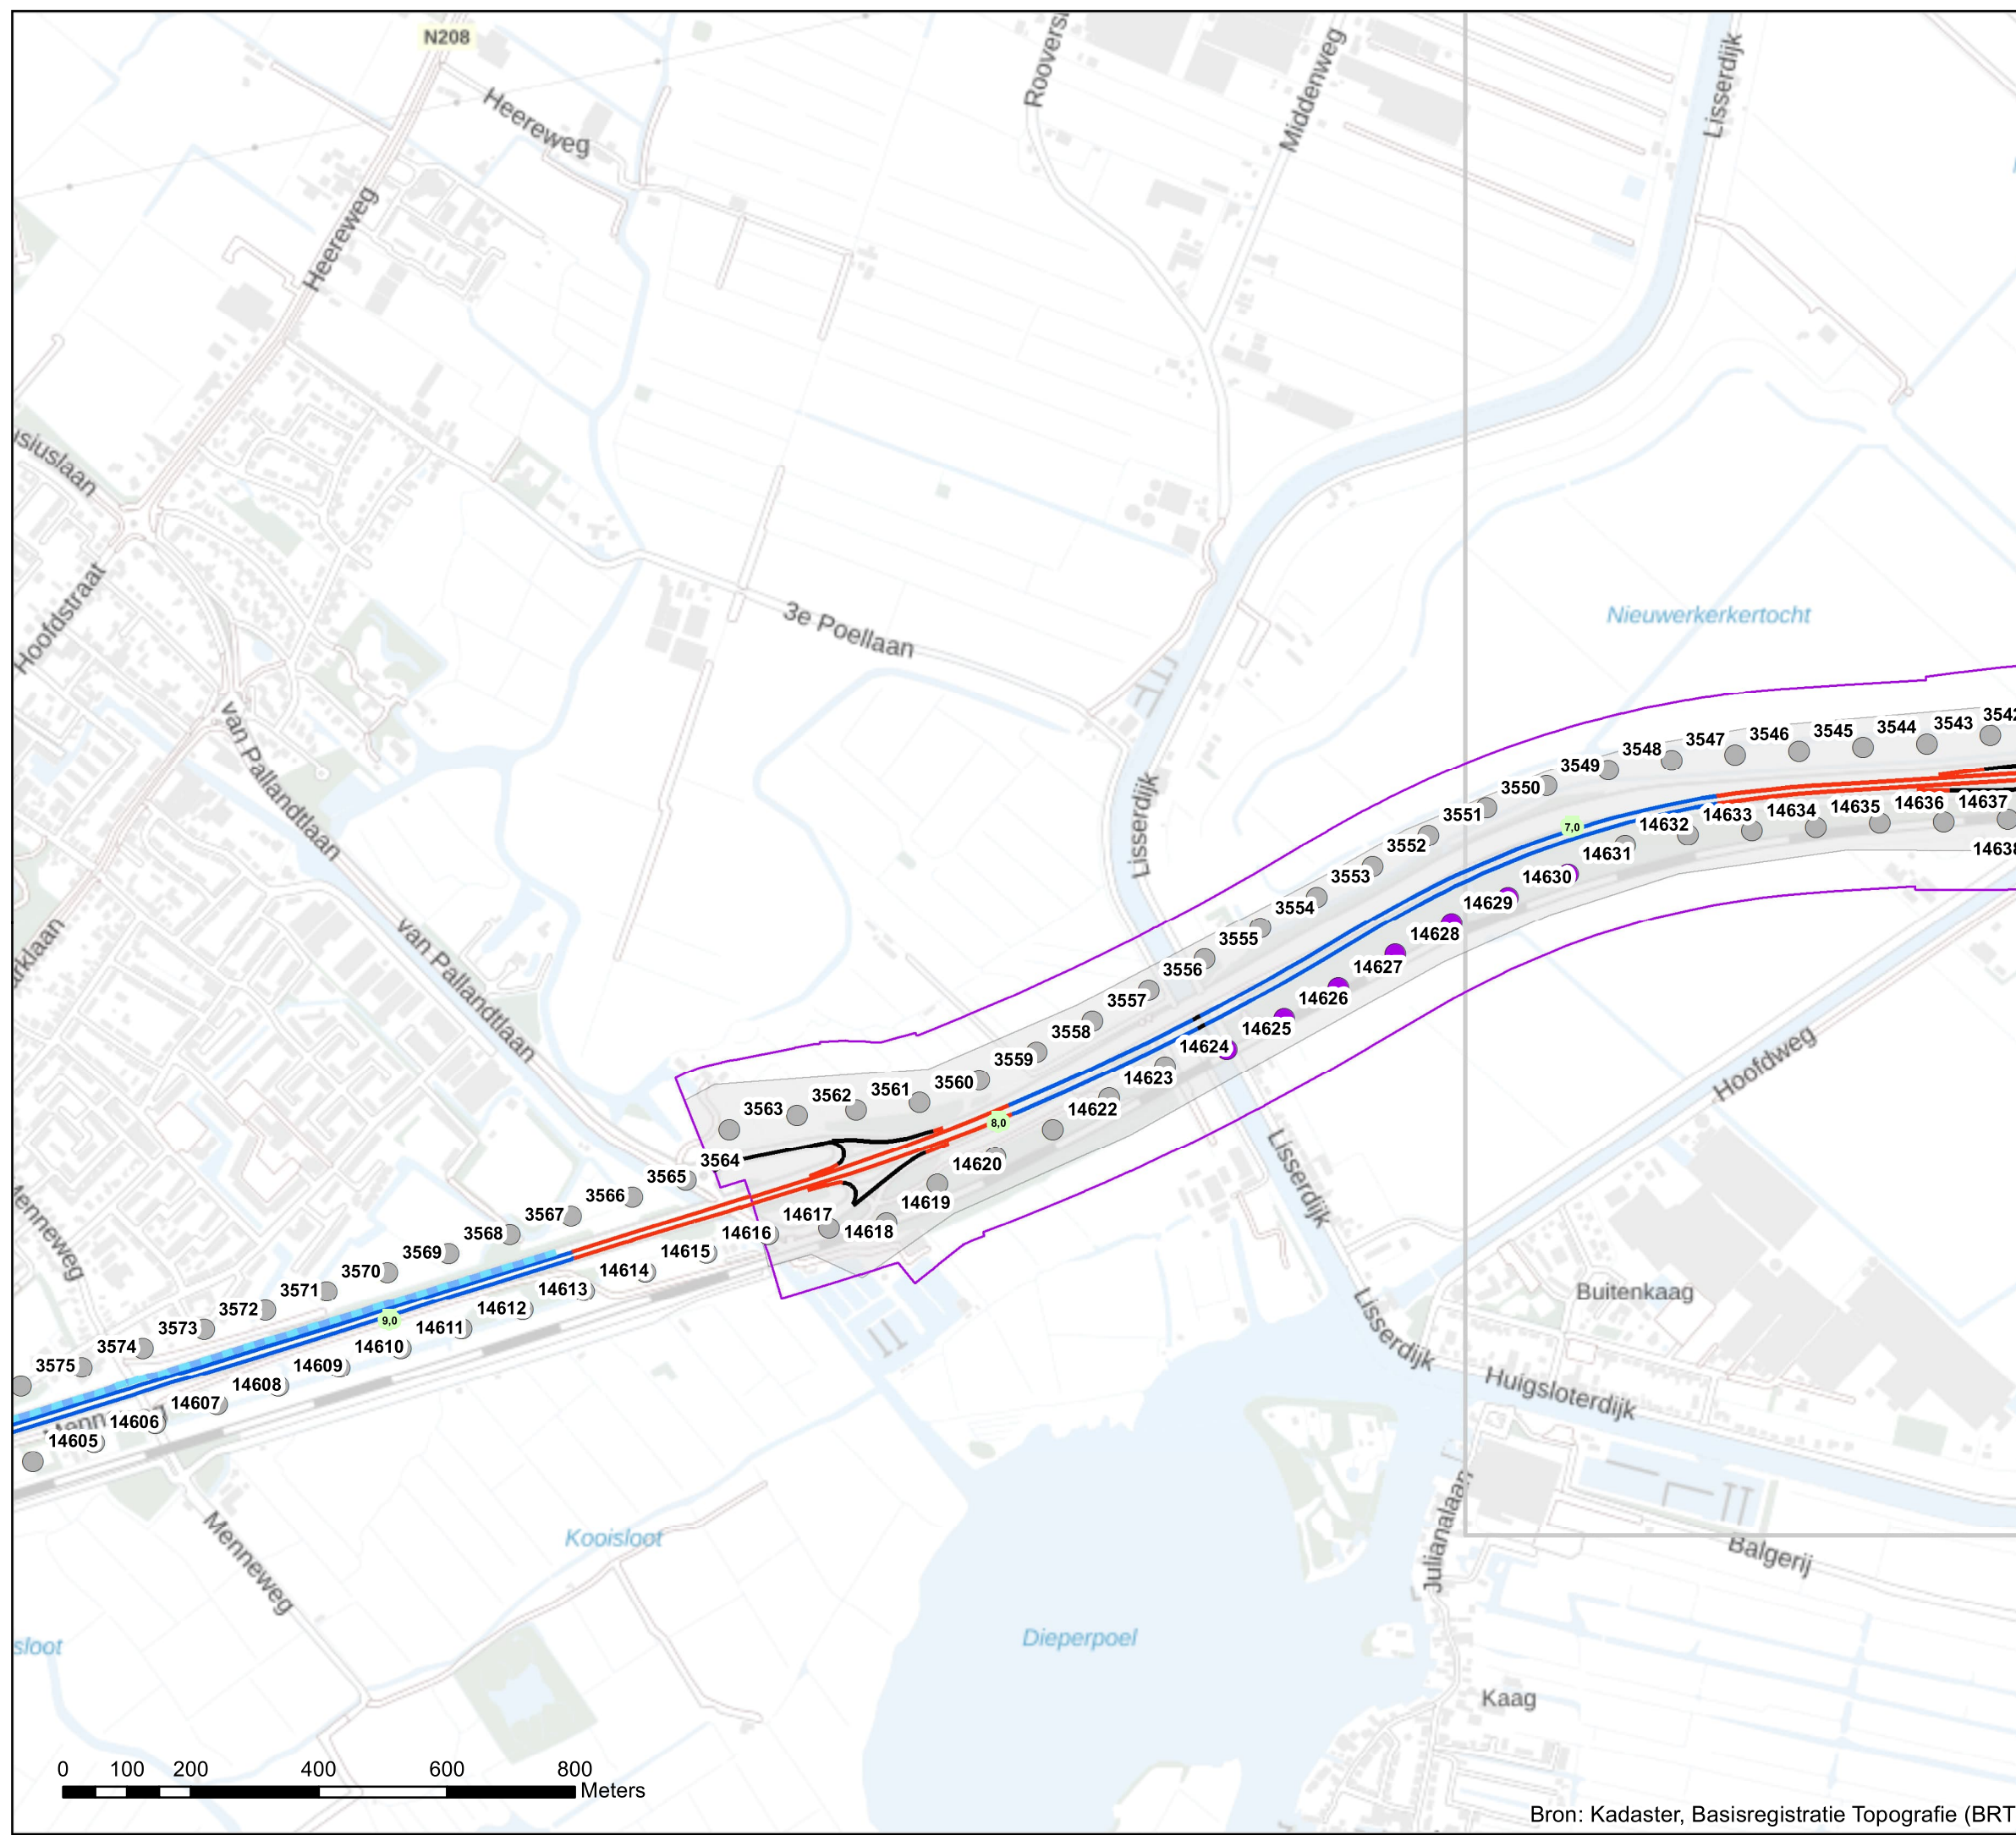 N208
Heereweg
Heereweg
Middenweg
Lisserdijk
Hoofdstraat
3e Poellaan
Nieuwerkerkertocht
van Pallandtlaan
Lisserdijk
van Pallandtlaan
3543
3544
3545
3546
3547
3548
3549
3550
3551
3552
3553
3554
3555
3556
3557
3558
3559
3560
3561
3562
3563
3564
3565
3566
3567
3568
3569
3570
3571
3572
3573
3574
3575
7,0
8,0
9,0
14637
14636
14635
14634
14633
14632
14631
14630
14629
14628
14627
14626
14625
14624
14623
14622
14620
14619
14618
14617
14616
14615
14614
14613
14612
14611
14610
14609
14608
14607
14606
14605
Hoofdweg
Lisserdijk
Lisserdijk
Buitenkaag
Huigsloterdijk
Julianalaan
Balgerij
Menneweg
Menneweg
Kooisloot
sloot
Dieperpoel
Kaag
0 100 200 400 600 800
Meters
Bron: Kadaster, Basisregistratie Topografie (BRT